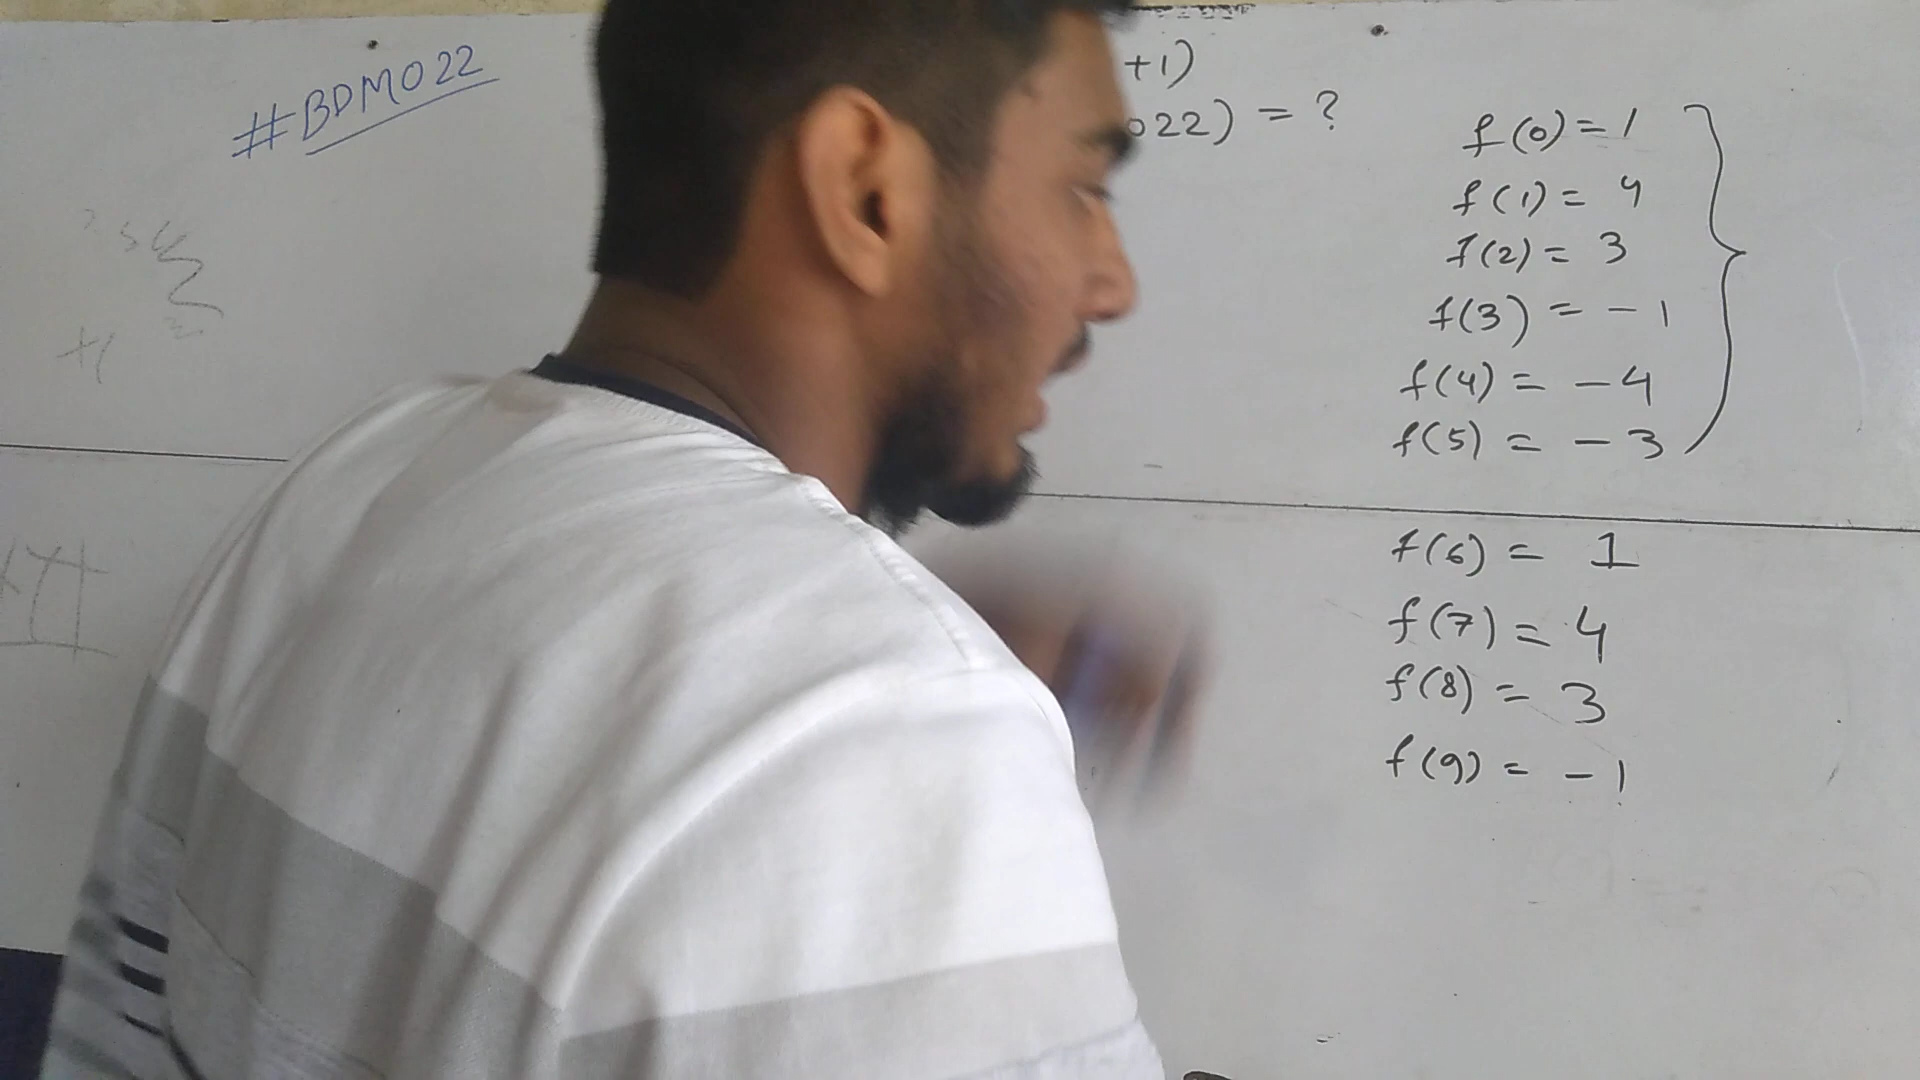 #BDMO22
+1)
022) = ?
f(0) = 1
f(1) = 4
f(2) = 3
f(3) = -1
f(4) = -4
f(5) = -3
f(6) = 1
f(7) = 4
f(8) = 3
f(9) = -1